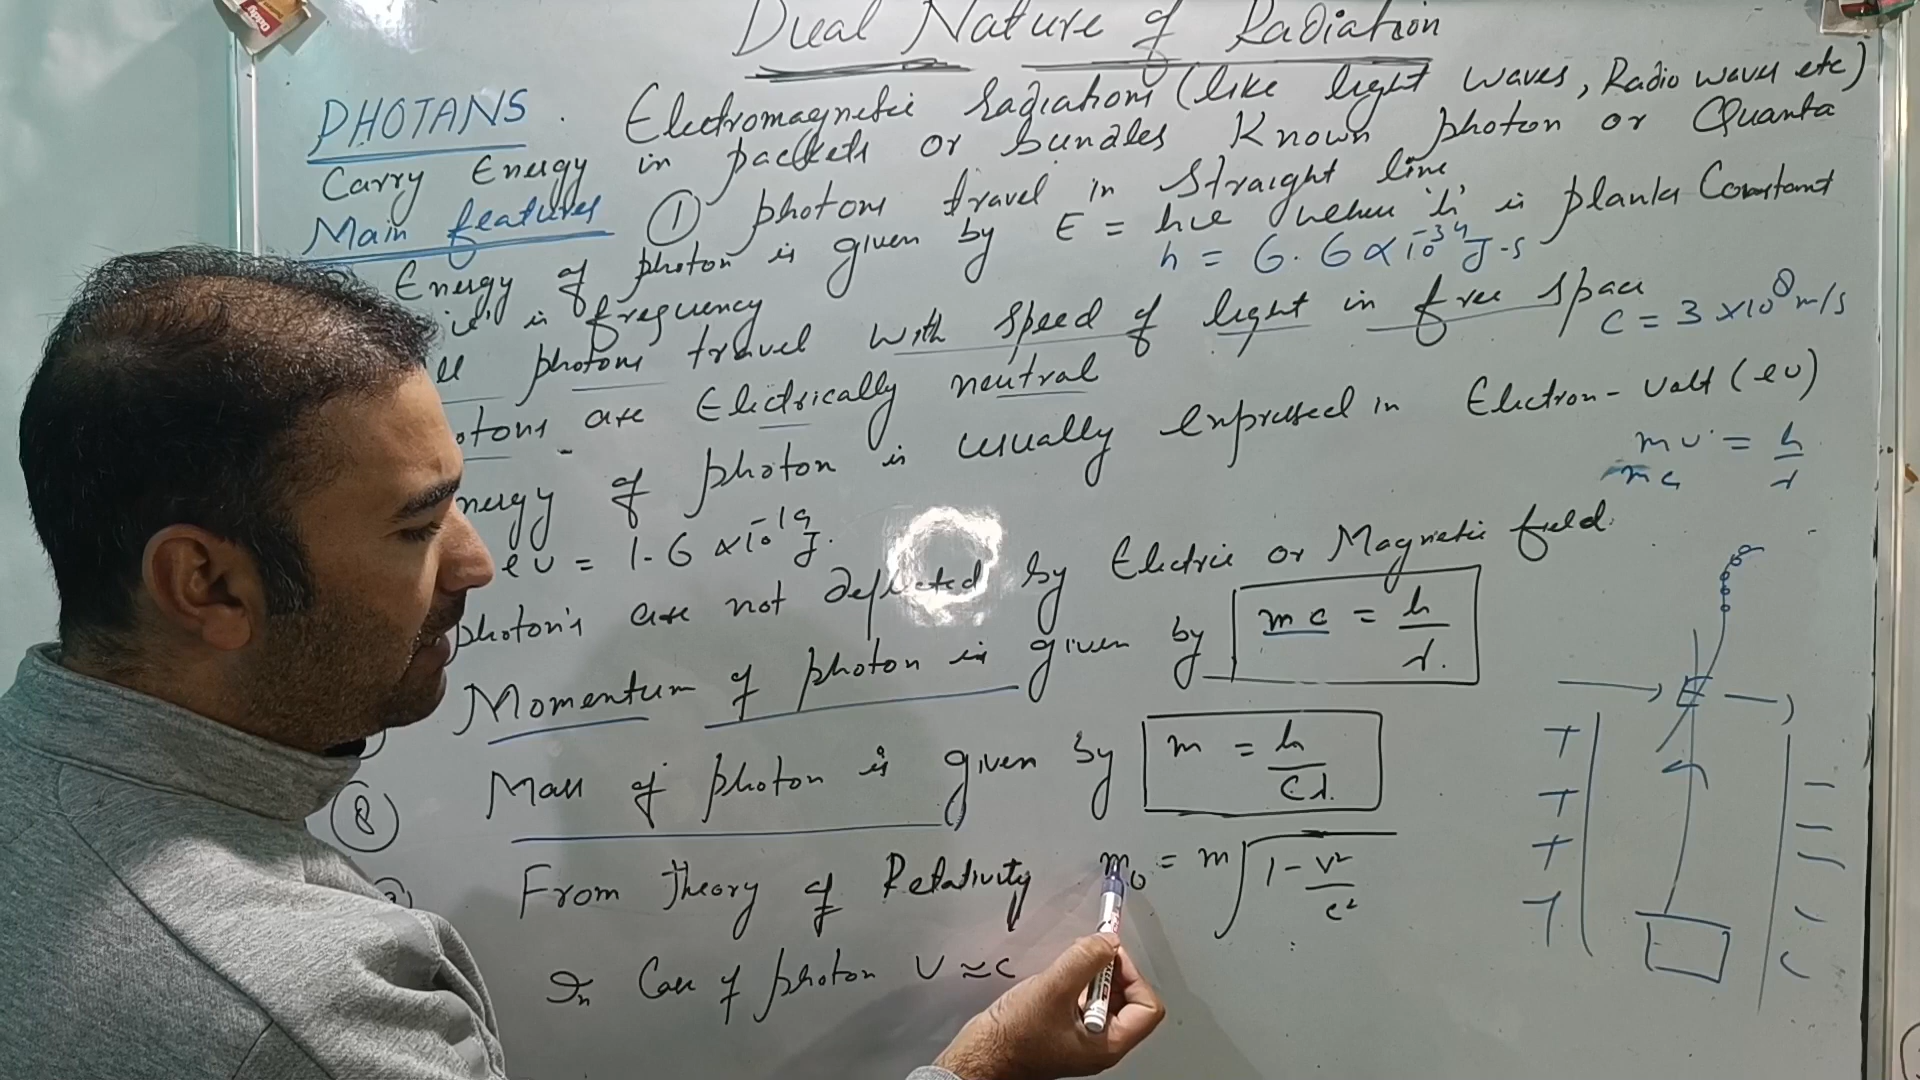 Dual Nature of Radiation
PHOTANS. Electromagnetic radiations (like light waves, Radio waves etc)
Carry Energy in packets or bundles Known photon or Quanta
Main features ① photons travel in straight line
Energy of photon is given by E = hν where 'h' is planks Constant
'ν' is frequency h = 6.6 × 10⁻³⁴ J-s
photons travel with speed of light in free space
C = 3 × 10⁸ m/s
otons are Electrically neutral
nergy of photon is usually expressed in Electron-Volt (ev)
mv = h/λ
mc
ev = 1.6 × 10⁻¹⁹ J.
photon's are not deflected by Electric or Magnetic field.
Momentum of photon is given by mc = h/λ.
⑧ Mass of photon is given by m = h/cλ.
From Theory of Relativity m₀ = m√1 - v²/c²
In Case of photon v ≈ c
+ + + +
- - - -